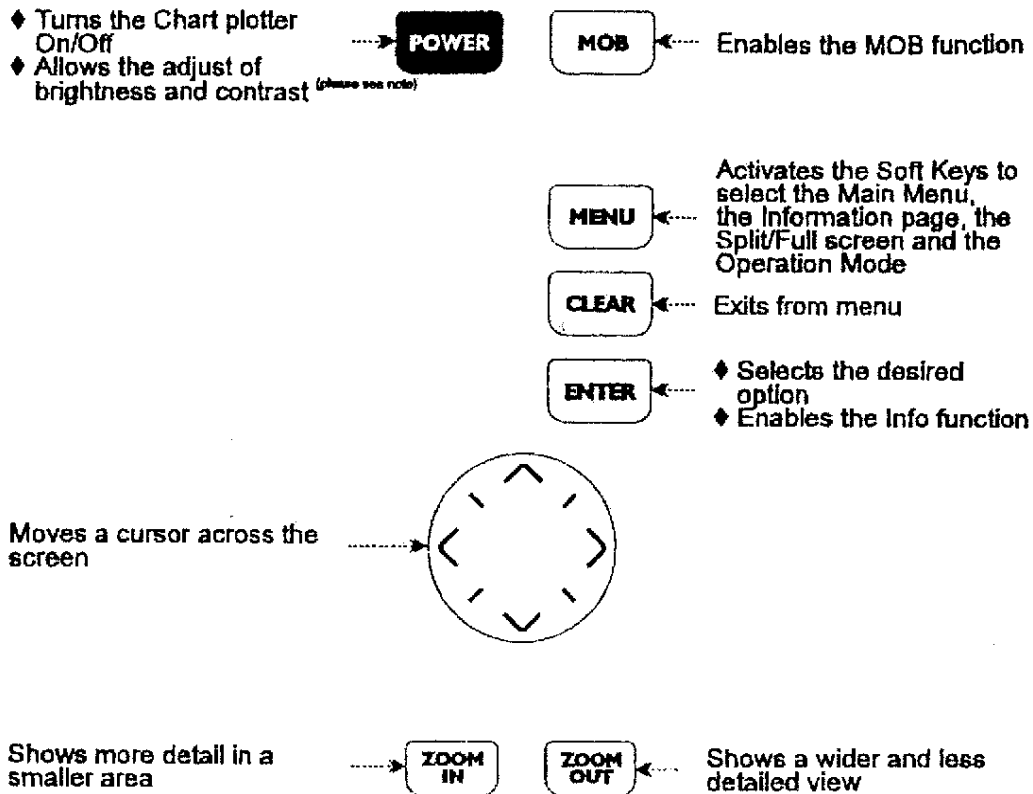 ♦ Turns the Chart plotter
On/Off
♦ Allows the adjust of
brightness and contrast (please see note)
POWER
MOB
Enables the MOB function
MENU
Activates the Soft Keys to
select the Main Menu,
the Information page, the
Split/Full screen and the
Operation Mode
CLEAR
Exits from menu
ENTER
♦ Selects the desired
option
♦ Enables the Info function
Moves a cursor across the
screen
Shows more detail in a
smaller area
ZOOM
IN
ZOOM
OUT
Shows a wider and less
detailed view